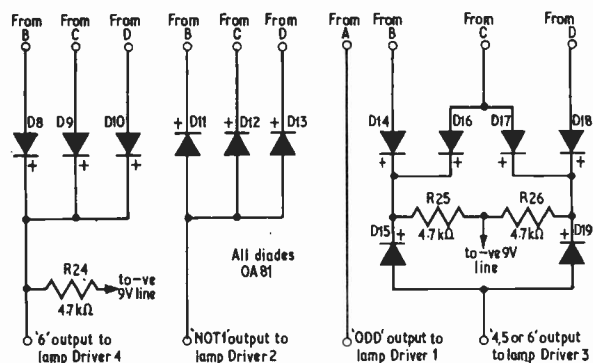 From From From From From From From From From From
B C D B C D A B C D
D8 D9 D10 + D11 + D12 + D13 D14 D16 D17 D18
+ + + + + + +
R25 R26
4·7kΩ 4·7kΩ
D15 + + D19
All diodes
OA81
R24 to-ve
4·7kΩ 9V line
to-ve 9V
line
'6' output to
lamp Driver 4
'NOT1' output to
lamp Driver 2
'ODD' output to
lamp Driver 1
'4,5 or 6' output
to lamp Driver 3